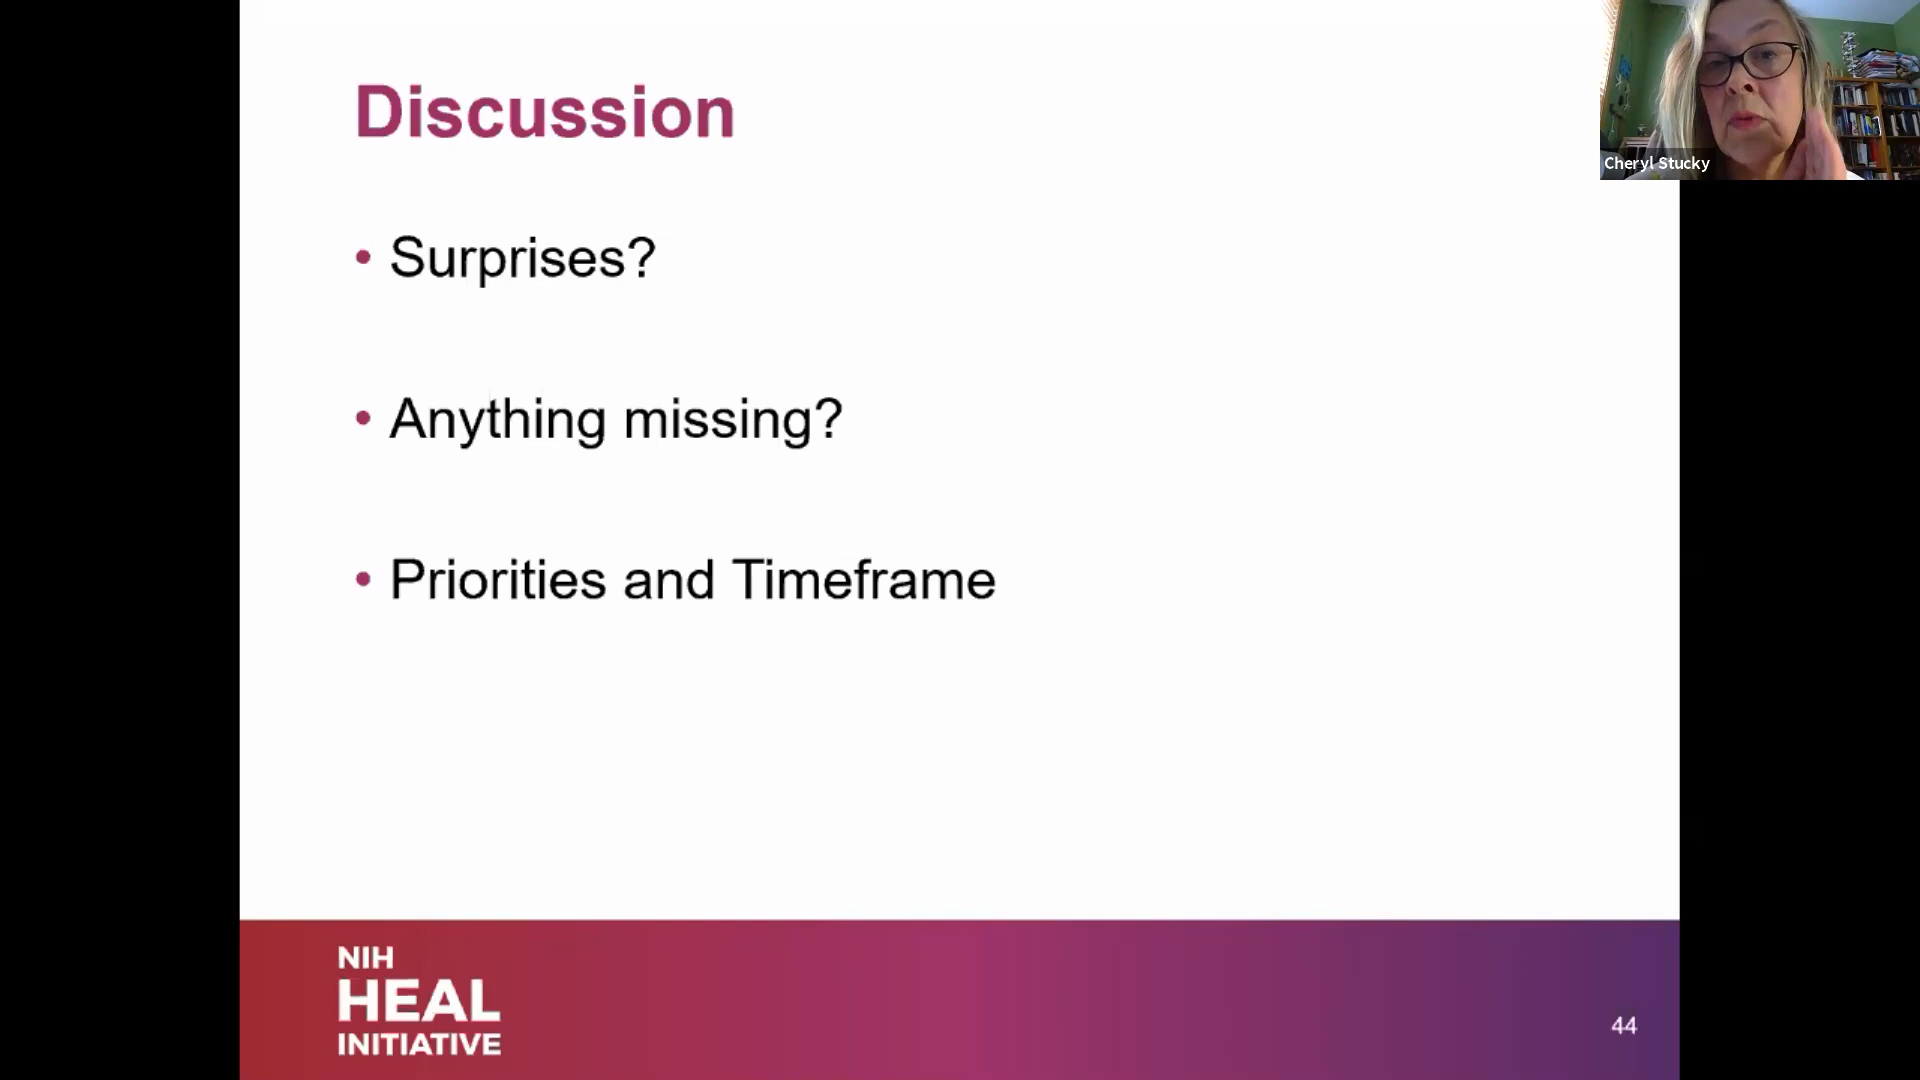 Discussion
• Surprises?
• Anything missing?
• Priorities and Timeframe
Cheryl Stucky
NIH
HEAL
INITIATIVE
44